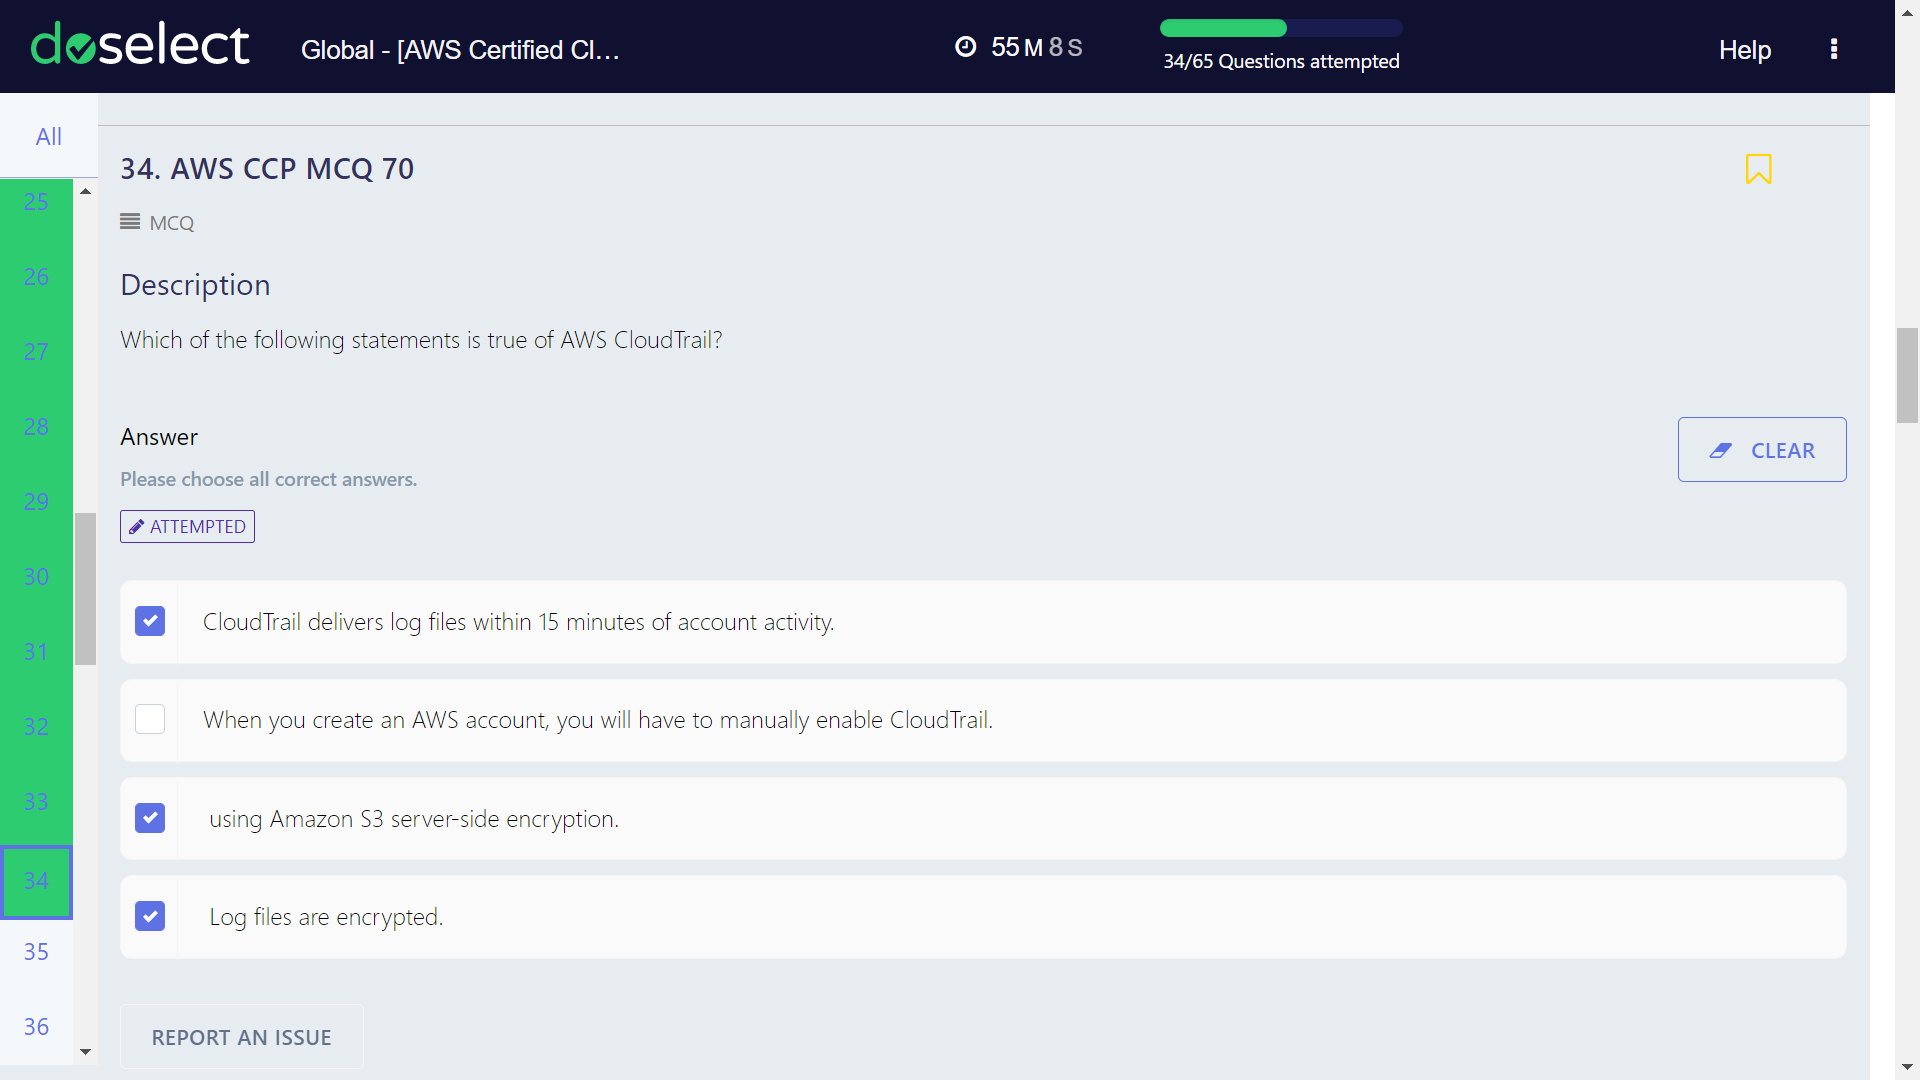 doselect
Global - [AWS Certified Cl...
55 M 8 S
34/65 Questions attempted
Help
All
25
26
27
28
29
30
31
32
33
34
35
36
34. AWS CCP MCQ 70
MCQ
Description
Which of the following statements is true of AWS CloudTrail?
Answer
CLEAR
Please choose all correct answers.
ATTEMPTED
CloudTrail delivers log files within 15 minutes of account activity.
When you create an AWS account, you will have to manually enable CloudTrail.
using Amazon S3 server-side encryption.
Log files are encrypted.
REPORT AN ISSUE